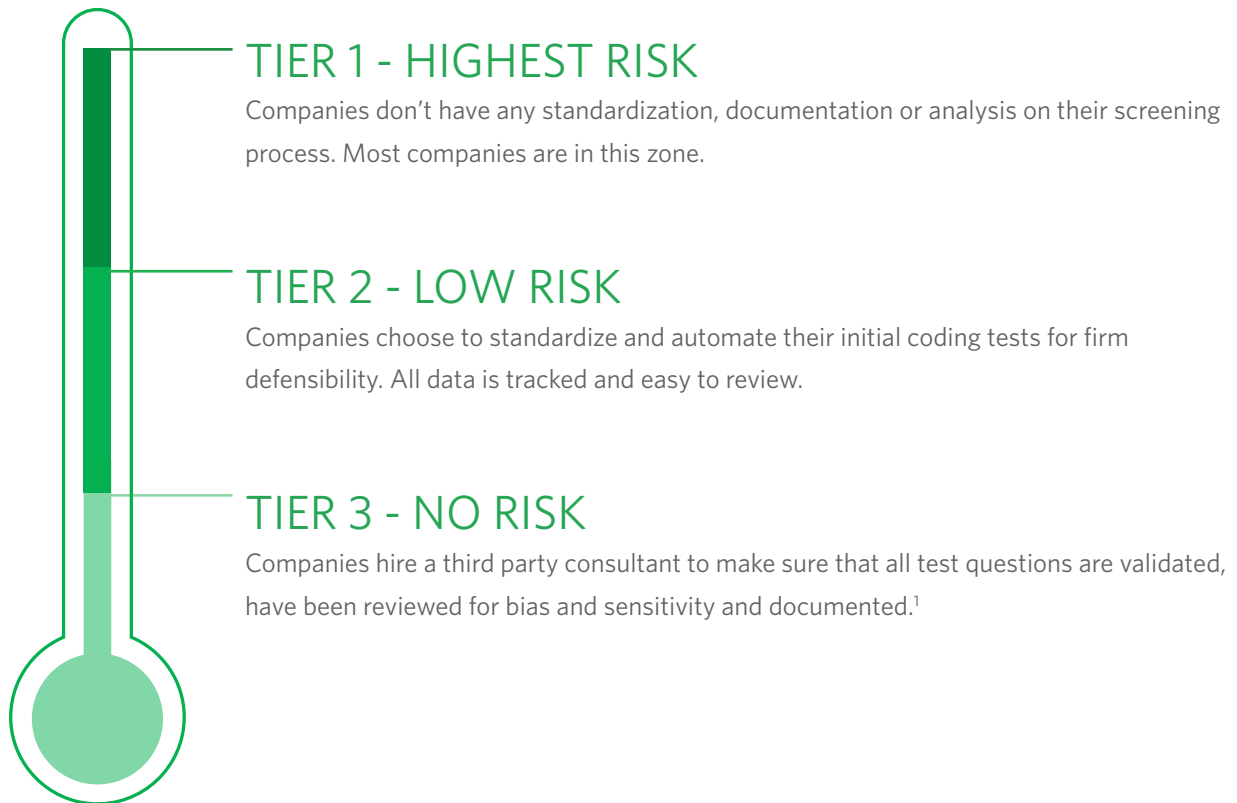 TIER 1 - HIGHEST RISK
Companies don’t have any standardization, documentation or analysis on their screening
process. Most companies are in this zone.
TIER 2 - LOW RISK
Companies choose to standardize and automate their initial coding tests for firm
defensibility. All data is tracked and easy to review.
TIER 3 - NO RISK
Companies hire a third party consultant to make sure that all test questions are validated,
have been reviewed for bias and sensitivity and documented.¹